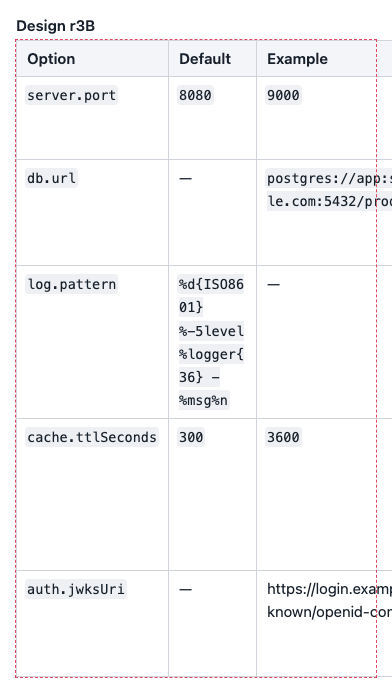 Design r3B
Option Default Example
server.port 8080 9000
db.url — postgres://app:s
le.com:5432/pro
log.pattern %d{ISO86 —
01}
%-5level
%logger{
36} -
%msg%n
cache.ttlSeconds 300 3600
auth.jwksUri — https://login.examp
known/openid-co